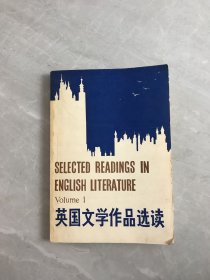 SELECTED READINGS IN
ENGLISH LITERATURE
Volume 1
英国文学作品选读